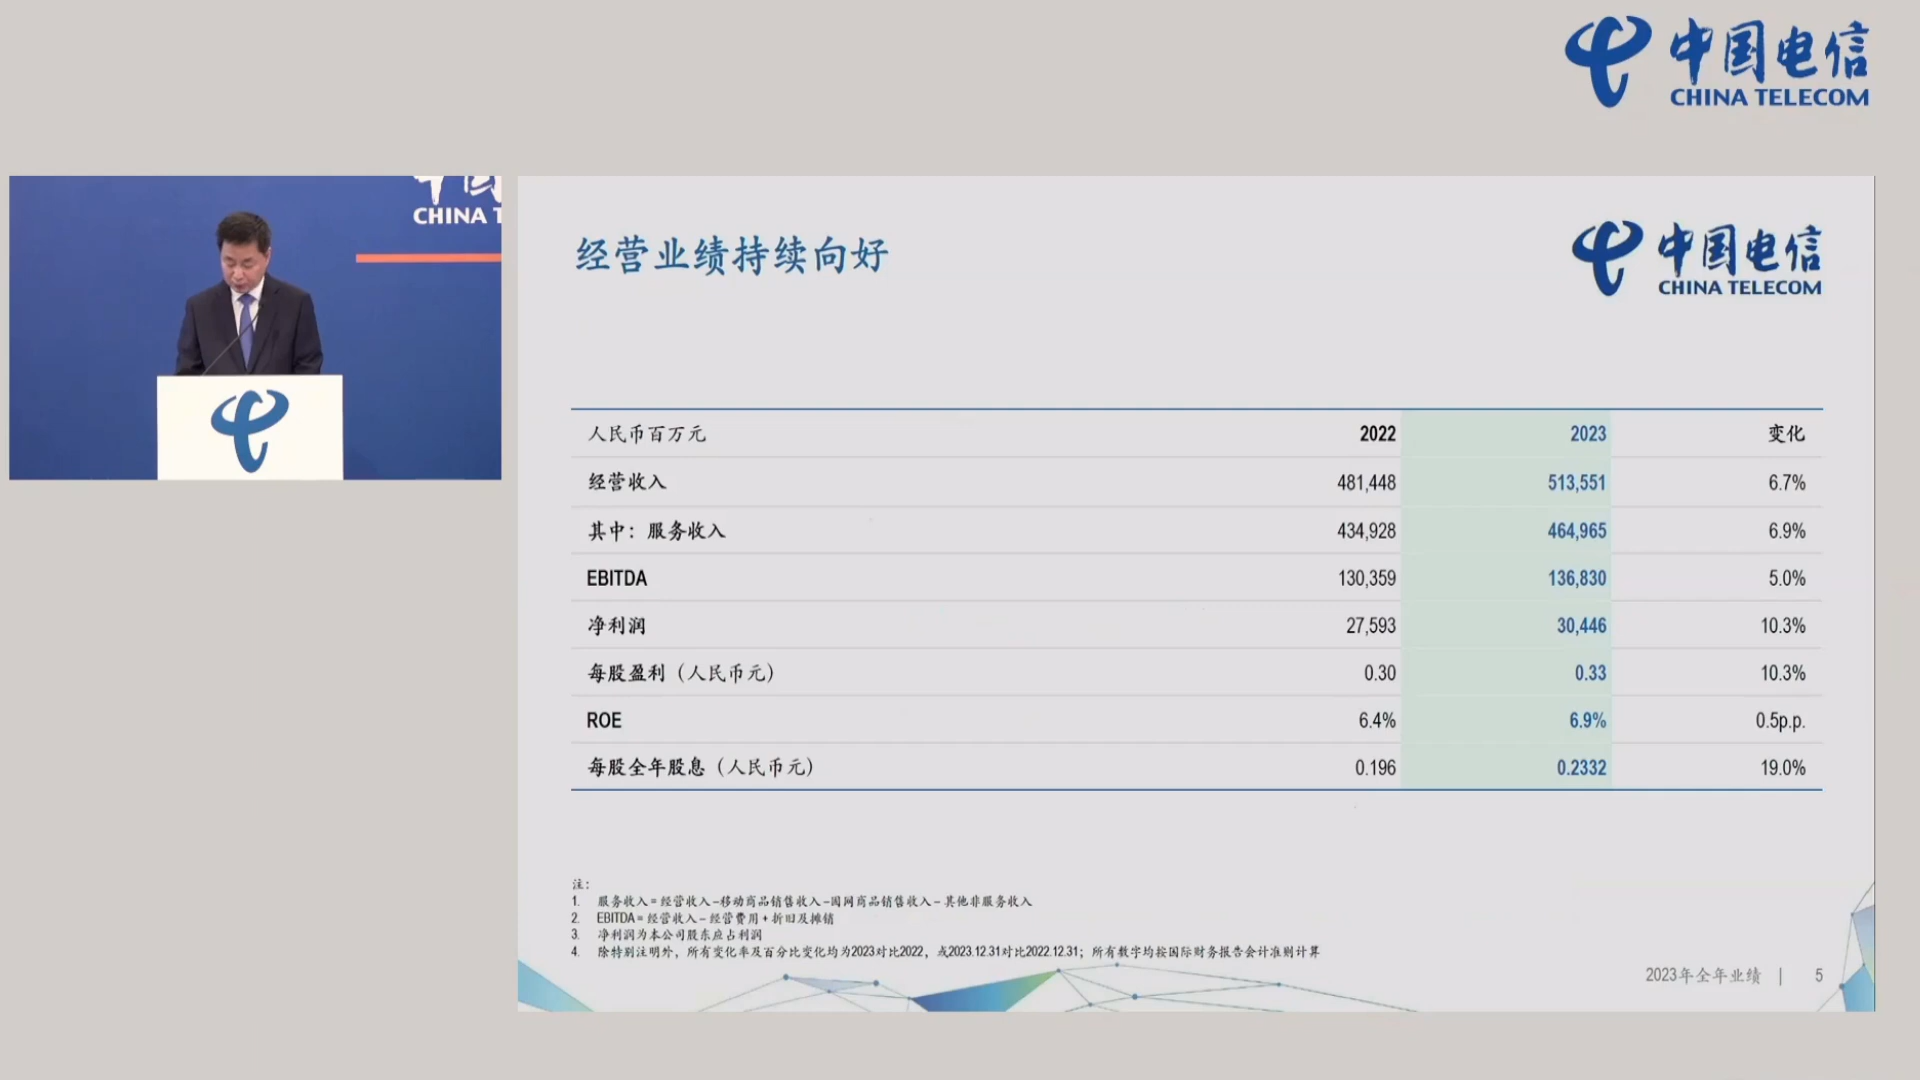 中国电信
CHINA TELECOM
CHINA T
经营业绩持续向好
中国电信
CHINA TELECOM
人民币百万元 2022 2023 变化
经营收入 481,448 513,551 6.7%
其中：服务收入 434,928 464,965 6.9%
EBITDA 130,359 136,830 5.0%
净利润 27,593 30,446 10.3%
每股盈利（人民币元） 0.30 0.33 10.3%
ROE 6.4% 6.9% 0.5p.p.
每股全年股息（人民币元） 0.196 0.2332 19.0%
注：
1. 服务收入 = 经营收入 – 移动商品销售收入 – 固网商品销售收入 – 其他非服务收入
2. EBITDA = 经营收入 – 经营费用 + 折旧及摊销
3. 净利润为本公司股东应占利润
4. 除特别注明外，所有变化率及百分比变化均为2023对比2022，或2023.12.31对比2022.12.31；所有数字均按国际财务报告会计准则计算
2023年全年业绩 | 5